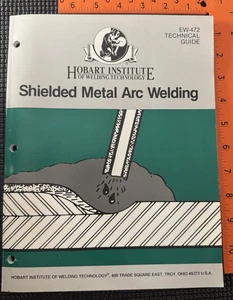 EW-472
TECHNICAL
GUIDE
HOBART INSTITUTE
OF WELDING TECHNOLOGY
Shielded Metal Arc Welding
HOBART INSTITUTE OF WELDING TECHNOLOGY®, 400 TRADE SQUARE EAST, TROY, OHIO 45373 U.S.A.